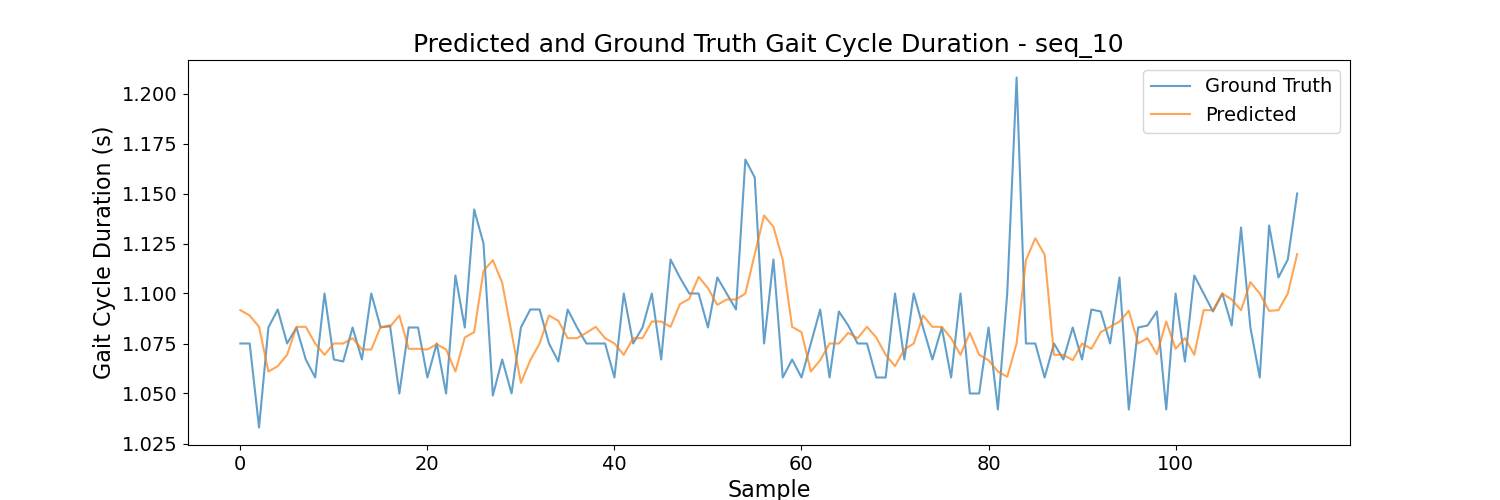 Predicted and Ground Truth Gait Cycle Duration - seq_10
Ground Truth
Predicted
Gait Cycle Duration (s)
1.200
1.175
1.150
1.125
1.100
1.075
1.050
1.025
0 20 40 60 80 100
Sample